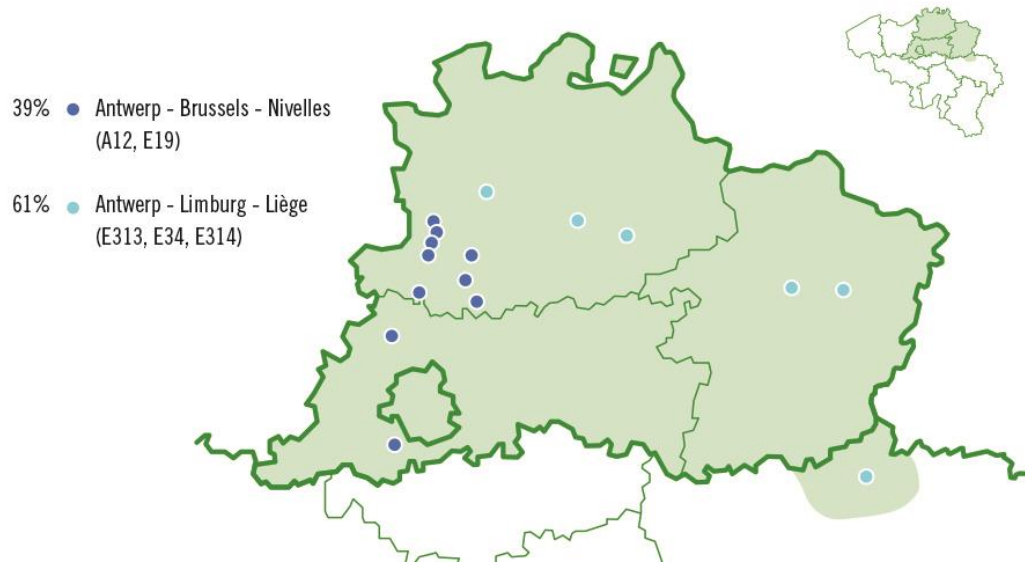 39% Antwerp - Brussels - Nivelles
(A12, E19)
61% Antwerp - Limburg - Liège
(E313, E34, E314)